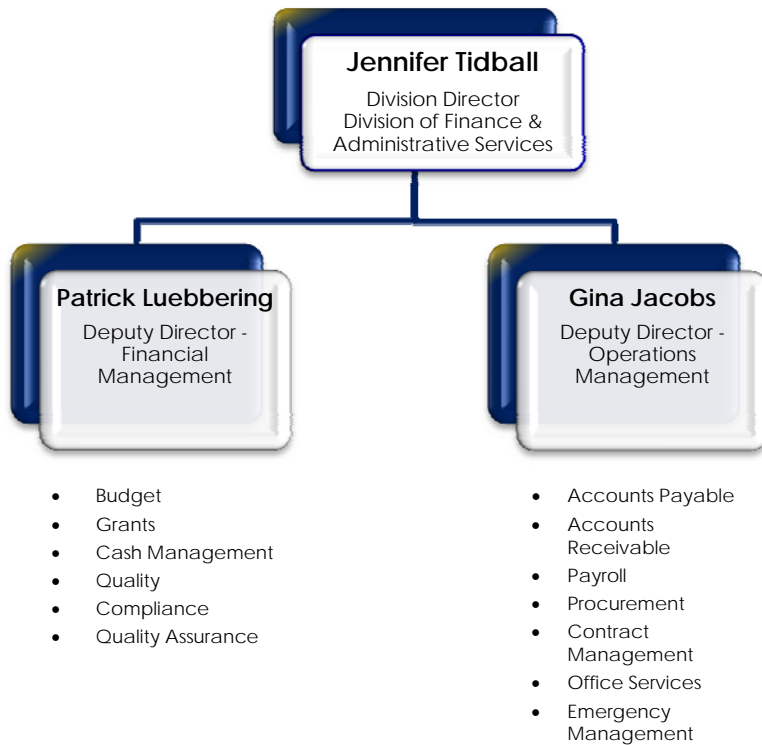 Jennifer Tidball
Division Director
Division of Finance &
Administrative Services
Patrick Luebbering
Deputy Director -
Financial
Management
Gina Jacobs
Deputy Director -
Operations
Management
• Budget
• Grants
• Cash Management
• Quality
• Compliance
• Quality Assurance
• Accounts Payable
• Accounts
Receivable
• Payroll
• Procurement
• Contract
Management
• Office Services
• Emergency
Management